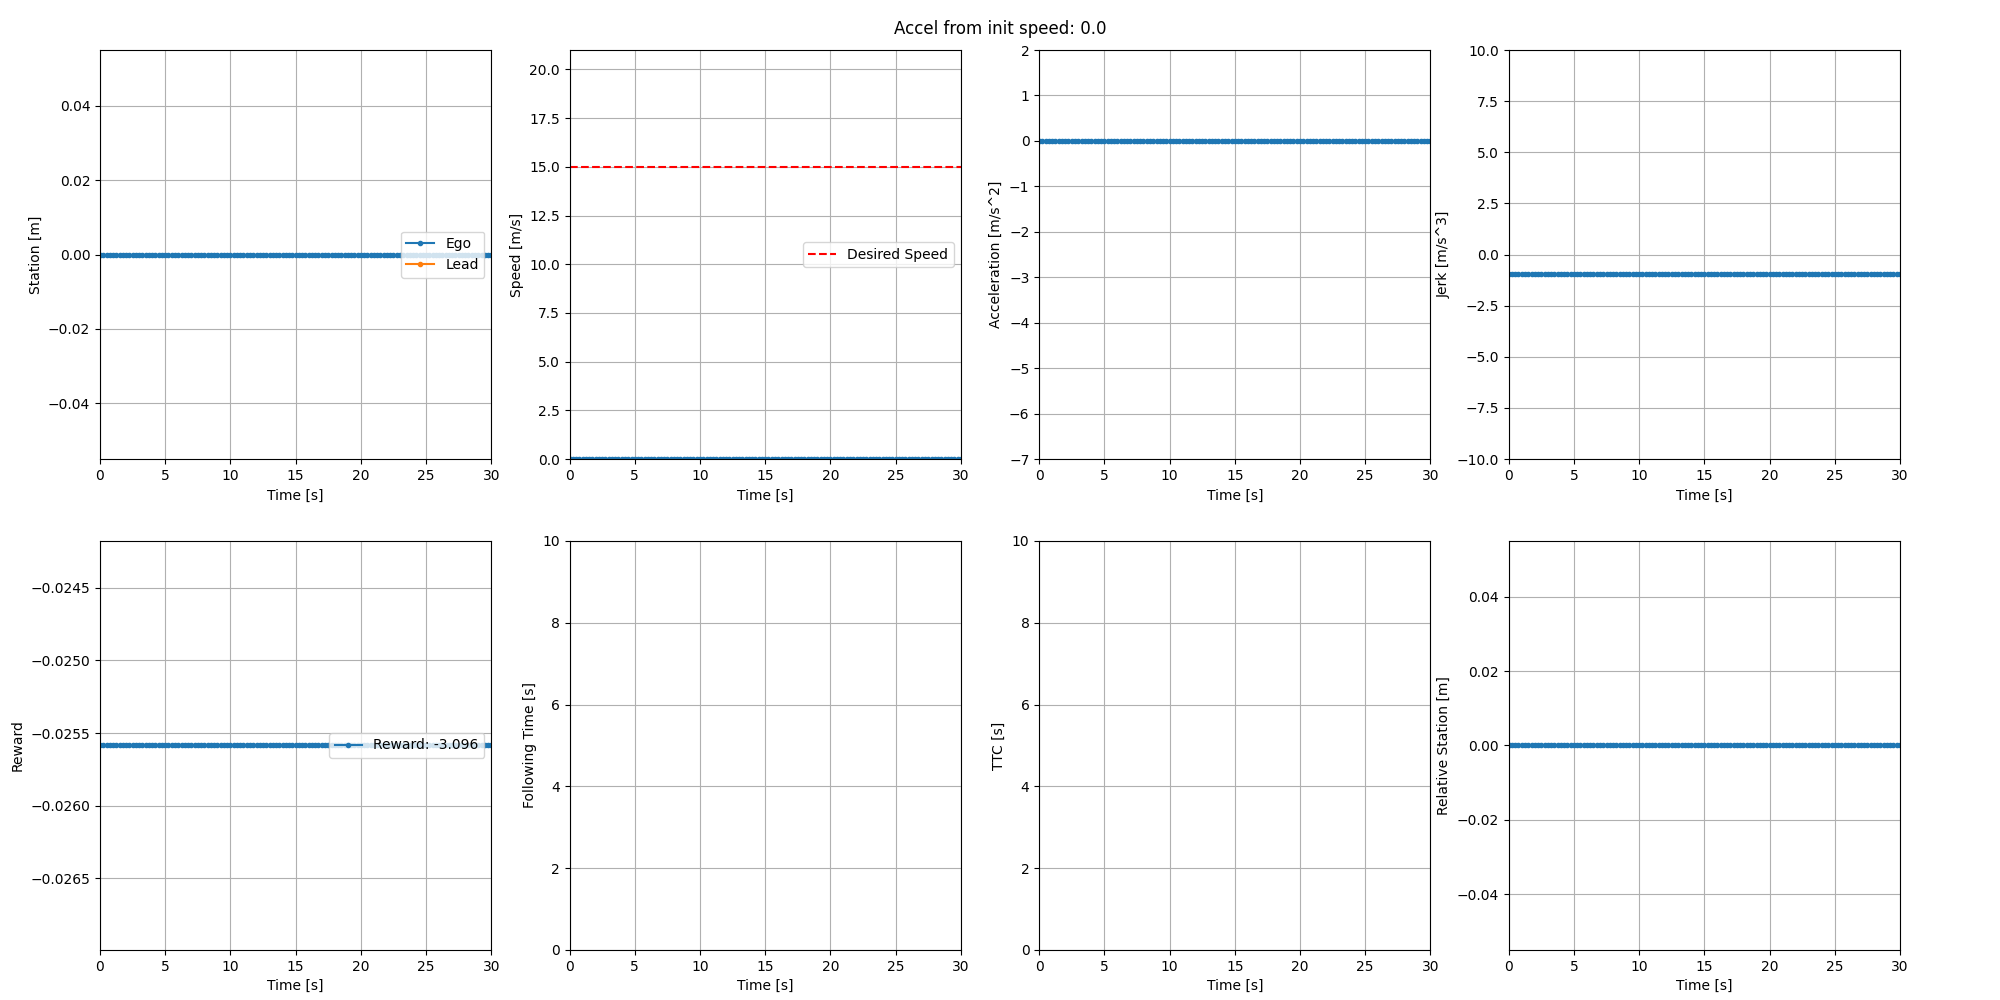 Accel from init speed: 0.0
0.04
0.02
0.00
−0.02
−0.04
Station [m]
Ego
Lead
0 5 10 15 20 25 30
Time [s]
20.0
17.5
15.0
12.5
10.0
7.5
5.0
2.5
0.0
Speed [m/s]
Desired Speed
0 5 10 15 20 25 30
Time [s]
2
1
0
−1
−2
−3
−4
−5
−6
−7
Acceleration [m/s^2]
0 5 10 15 20 25 30
Time [s]
10.0
7.5
5.0
2.5
0.0
−2.5
−5.0
−7.5
−10.0
Jerk [m/s^3]
0 5 10 15 20 25 30
Time [s]
−0.0245
−0.0250
−0.0255
−0.0260
−0.0265
Reward
Reward: -3.096
0 5 10 15 20 25 30
Time [s]
10
8
6
4
2
0
Following Time [s]
0 5 10 15 20 25 30
Time [s]
10
8
6
4
2
0
TTC [s]
0 5 10 15 20 25 30
Time [s]
0.04
0.02
0.00
−0.02
−0.04
Relative Station [m]
0 5 10 15 20 25 30
Time [s]